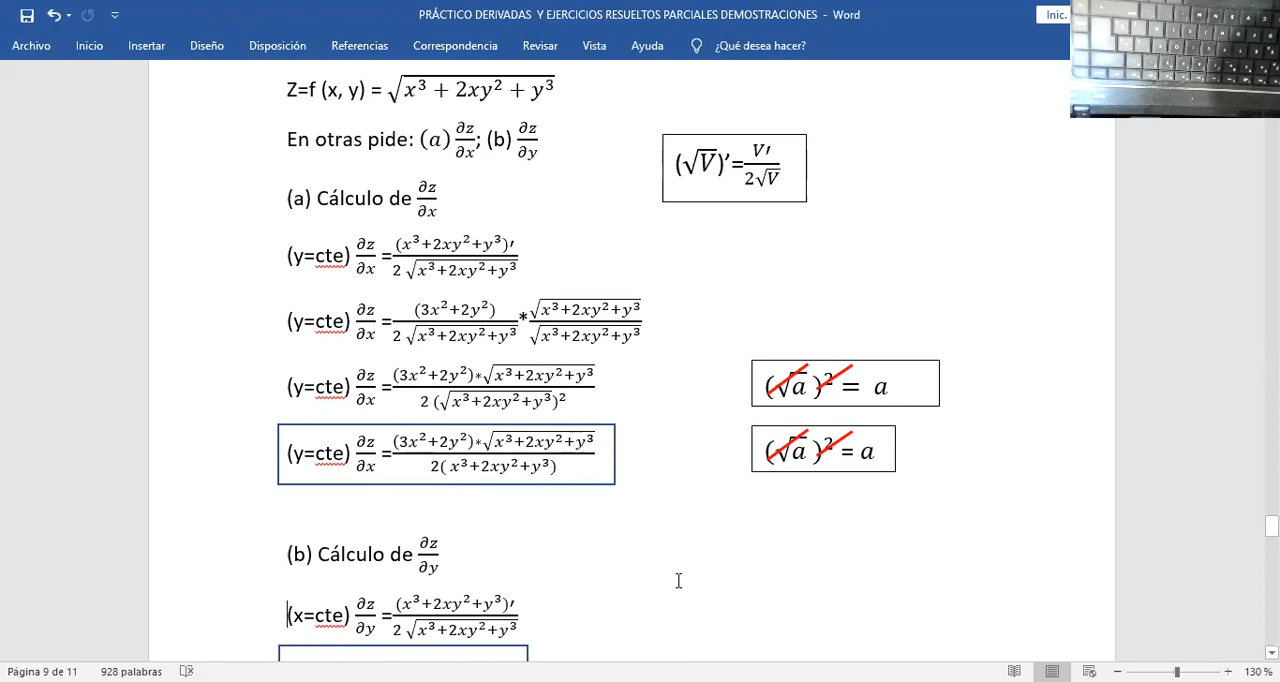 PRÁCTICO DERIVADAS Y EJERCICIOS RESUELTOS PARCIALES DEMOSTRACIONES - Word
Inic.
Archivo Inicio Insertar Diseño Disposición Referencias Correspondencia Revisar Vista Ayuda ¿Qué desea hacer?
Z=f (x, y) = √(x³ + 2xy² + y³)
En otras pide: (a) ∂z/∂x; (b) ∂z/∂y
(√V)'=V′/2√V
(a) Cálculo de ∂z/∂x
(y=cte) ∂z/∂x =(x³+2xy²+y³)′/2 √(x³+2xy²+y³)
(y=cte) ∂z/∂x =(3x²+2y²)/2 √(x³+2xy²+y³) * √(x³+2xy²+y³)/√(x³+2xy²+y³)
(y=cte) ∂z/∂x =(3x²+2y²)*√(x³+2xy²+y³)/2 (√(x³+2xy²+y³))²
(√a )² = a
(y=cte) ∂z/∂x =(3x²+2y²)*√(x³+2xy²+y³)/2( x³+2xy²+y³)
(√a )² = a
(b) Cálculo de ∂z/∂y
(x=cte) ∂z/∂y =(x³+2xy²+y³)′/2 √(x³+2xy²+y³)
Página 9 de 11 928 palabras 130 %